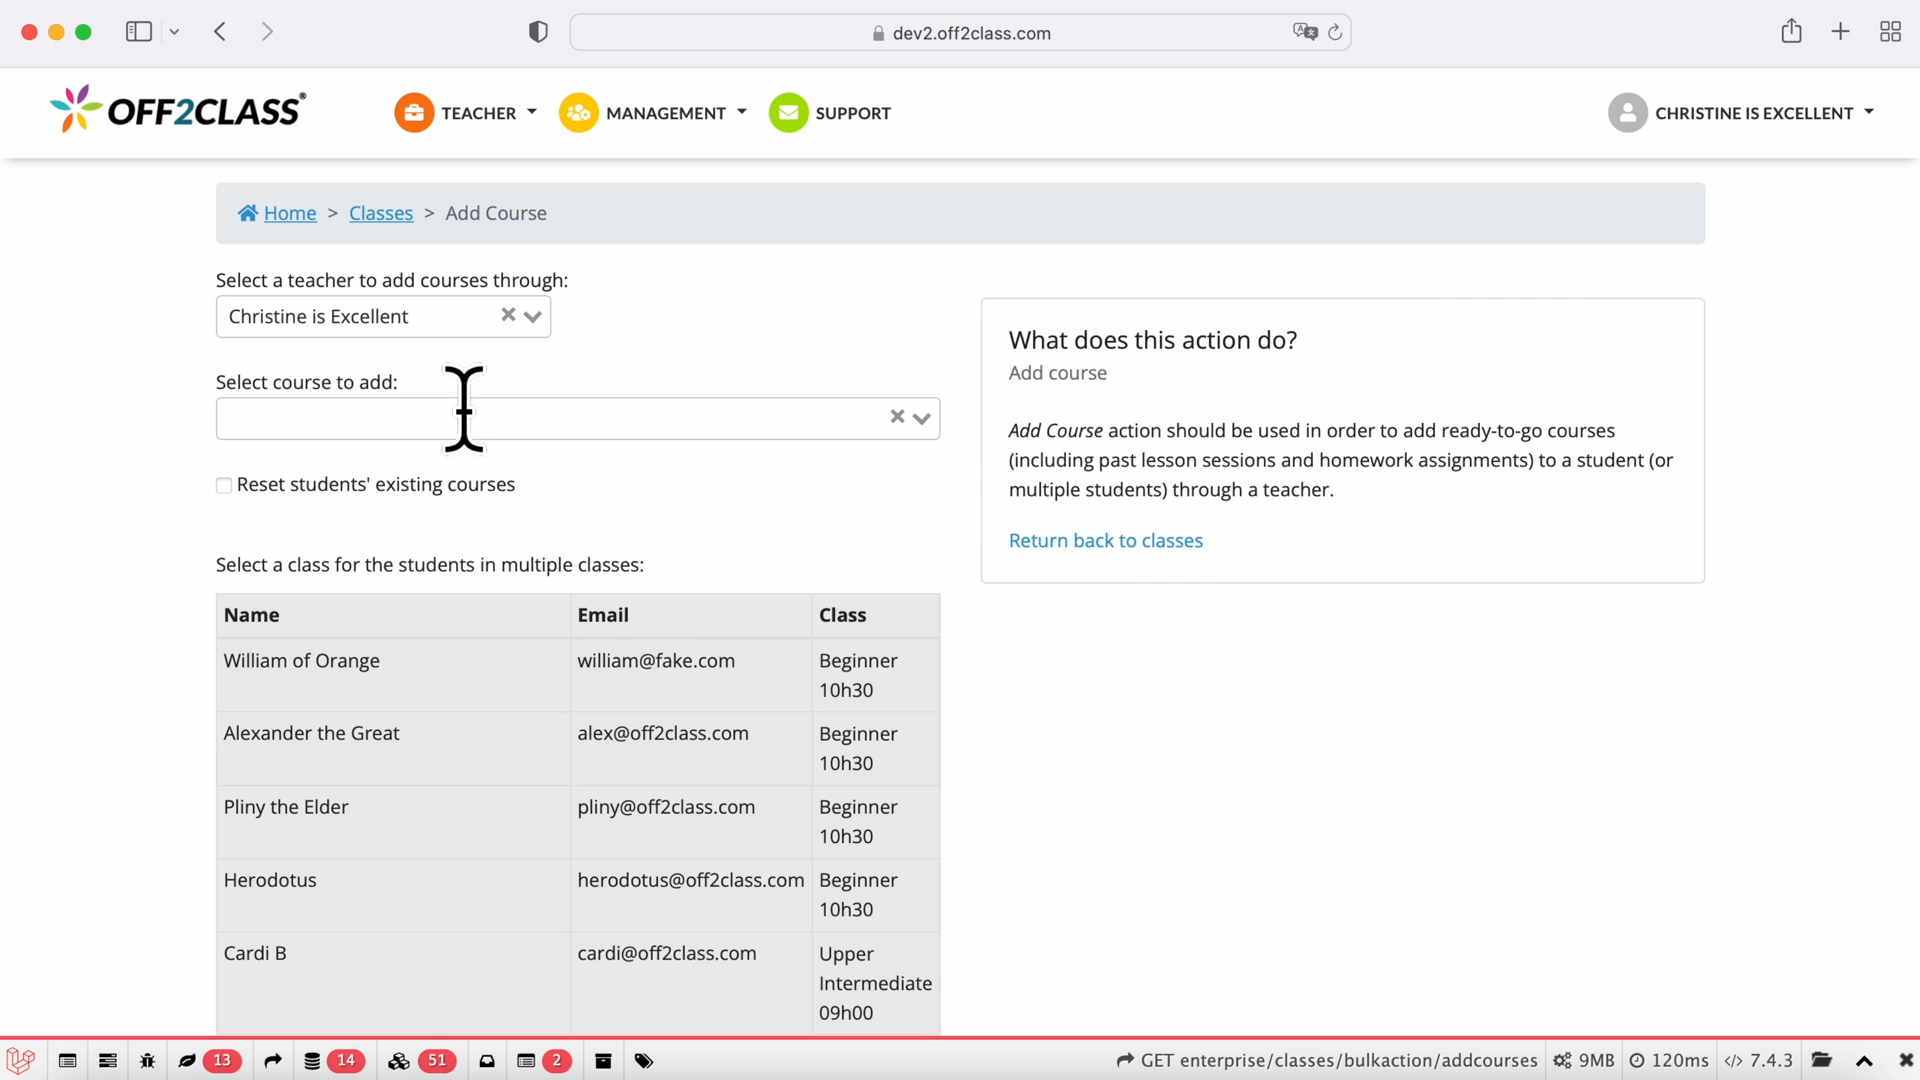 dev2.off2class.com
OFF2CLASS®
TEACHER
MANAGEMENT
SUPPORT
CHRISTINE IS EXCELLENT
Home > Classes > Add Course
Select a teacher to add courses through:
Christine is Excellent
Select course to add:
Reset students' existing courses
What does this action do?
Add course
Add Course action should be used in order to add ready-to-go courses
(including past lesson sessions and homework assignments) to a student (or
multiple students) through a teacher.
Return back to classes
Select a class for the students in multiple classes:
Name Email Class
William of Orange william@fake.com Beginner
10h30
Alexander the Great alex@off2class.com Beginner
10h30
Pliny the Elder pliny@off2class.com Beginner
10h30
Herodotus herodotus@off2class.com Beginner
10h30
Cardi B cardi@off2class.com Upper
Intermediate
09h00
13 14 51 2 GET enterprise/classes/bulkaction/addcourses 9MB 120ms 7.4.3